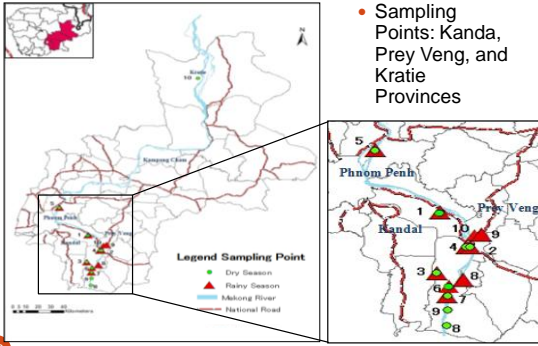 • Sampling
Points: Kanda,
Prey Veng, and
Kratie
Provinces
N
Kratie
10
Kampong Cham
Phnom Penh
Prey Veng
Kandal
Legend Sampling Point
Dry Season
Rainy Season
Mekong River
National Road
Kilometers
5
Phnom Penh
1
Prey Veng
Kandal
10
9
4
2
3
8
6
7
9
8